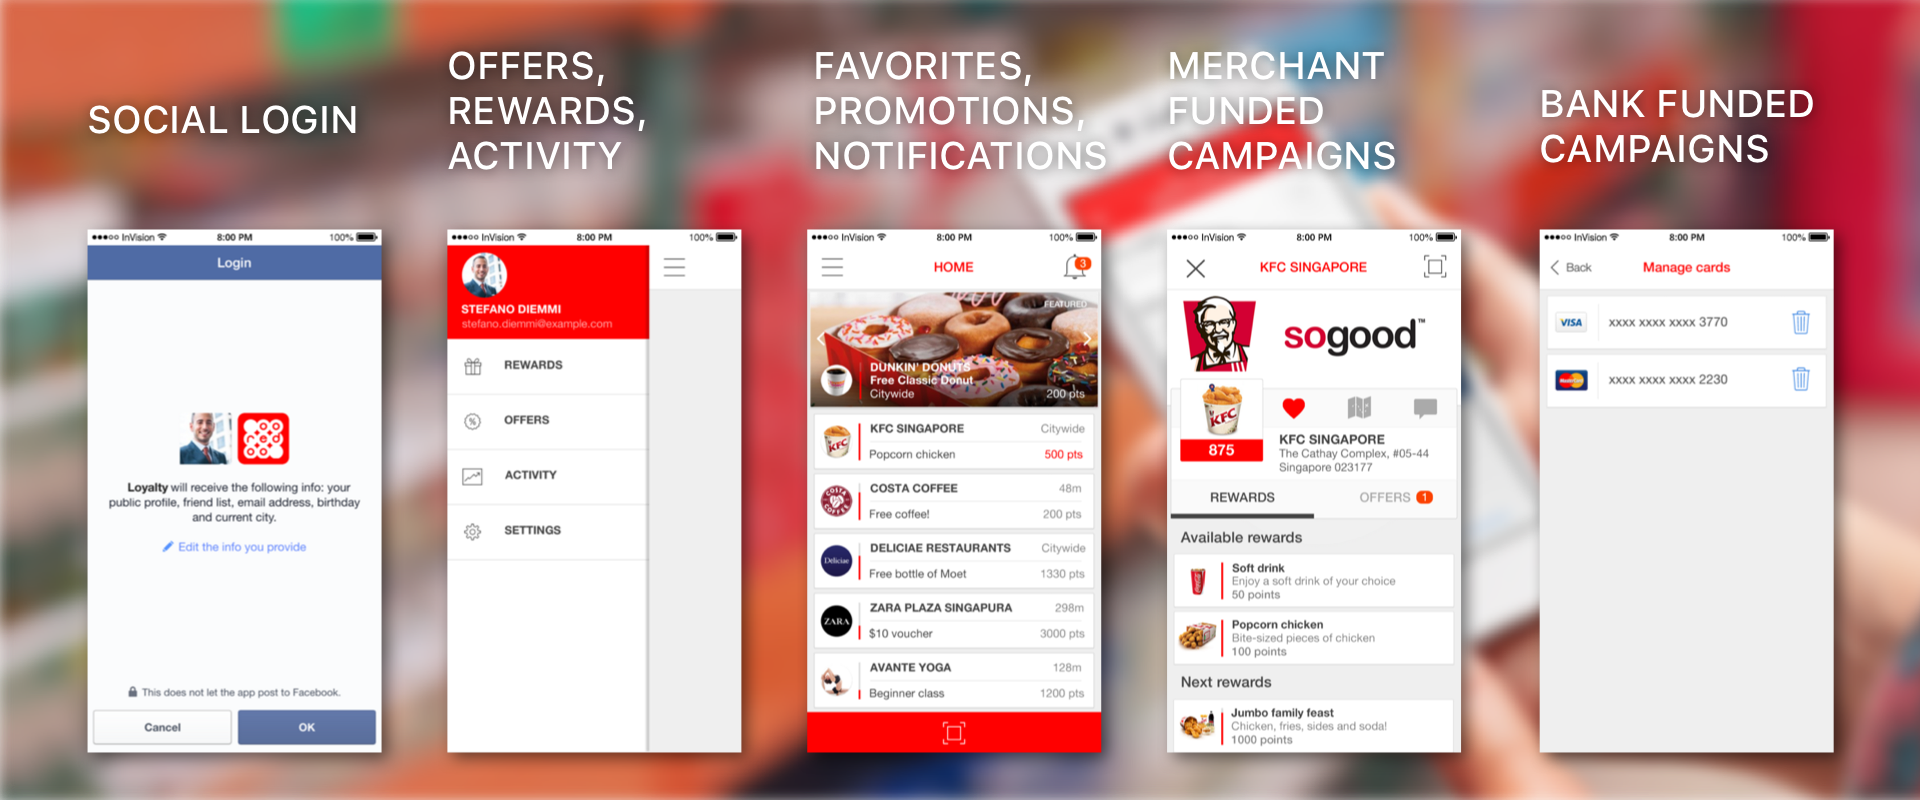 SOCIAL LOGIN
OFFERS,
REWARDS,
ACTIVITY
FAVORITES,
PROMOTIONS,
NOTIFICATIONS
MERCHANT
FUNDED
CAMPAIGNS
BANK FUNDED
CAMPAIGNS
InVision 8:00 PM 100%
Login
Loyalty will receive the following info: your
public profile, friend list, email address, birthday
and current city.
Edit the info you provide
This does not let the app post to Facebook.
Cancel OK
InVision 8:00 PM 100%
STEFANO DIEMMI
stefano.diemmi@example.com
REWARDS
OFFERS
ACTIVITY
SETTINGS
InVision 8:00 PM 100%
HOME 3
FEATURED
DUNKIN' DONUTS
Free Classic Donut
Citywide 200 pts
KFC
KFC SINGAPORE Citywide
Popcorn chicken 500 pts
COSTA COFFEE
COSTA COFFEE 48m
Free coffee! 200 pts
Déliciae
DELICIAE RESTAURANTS Citywide
Free bottle of Moet 1330 pts
ZARA
ZARA PLAZA SINGAPURA 298m
$10 voucher 3000 pts
AVANTE YOGA 128m
Beginner class 1200 pts
InVision 8:00 PM 100%
KFC SINGAPORE
sogood™
KFC
875
KFC SINGAPORE
The Cathay Complex, #05-44
Singapore 023177
REWARDS OFFERS 1
Available rewards
Soft drink
Enjoy a soft drink of your choice
50 points
Popcorn chicken
Bite-sized pieces of chicken
100 points
Next rewards
Jumbo family feast
Chicken, fries, sides and soda!
1000 points
InVision 8:00 PM 100%
Back Manage cards
VISA xxxx xxxx xxxx 3770
MasterCard xxxx xxxx xxxx 2230